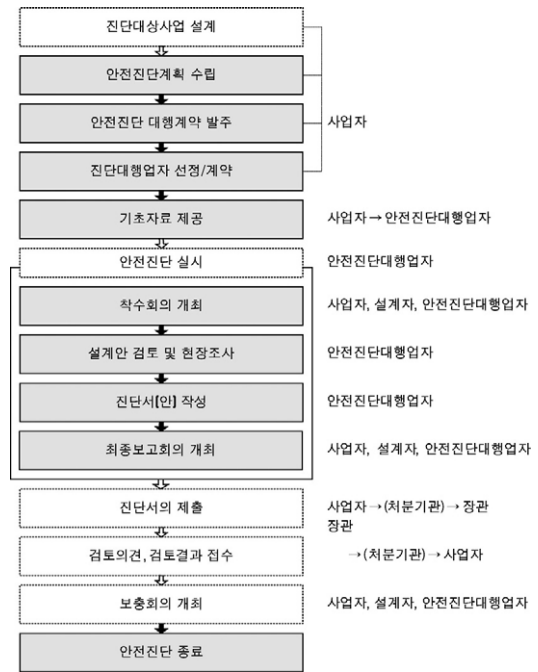 진단대상사업 설계
안전진단계획 수립
안전진단 대행계약 발주
사업자
진단대행업자 선정/계약
기초자료 제공
사업자 → 안전진단대행업자
안전진단 실시
안전진단대행업자
착수회의 개최
사업자, 설계자, 안전진단대행업자
설계안 검토 및 현장조사
안전진단대행업자
진단서[안] 작성
안전진단대행업자
최종보고회의 개최
사업자, 설계자, 안전진단대행업자
진단서의 제출
사업자 → (처분기관) → 장관
장관
검토의견, 검토결과 접수
→ (처분기관) → 사업자
보충회의 개최
사업자, 설계자, 안전진단대행업자
안전진단 종료